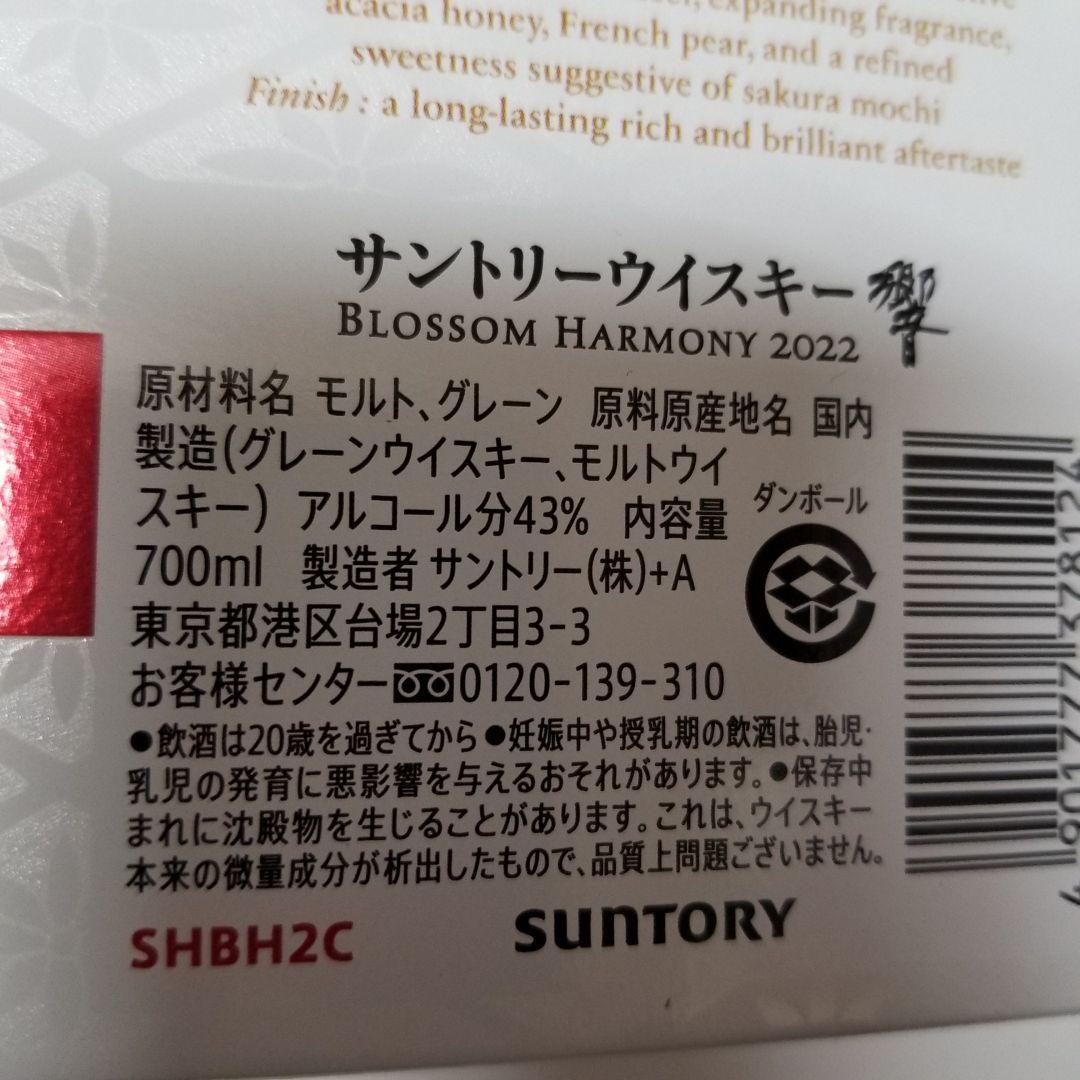 expanding fragrance,
acacia honey, French pear, and a refined
sweetness suggestive of sakura mochi
Finish : a long-lasting rich and brilliant aftertaste
サントリーウイスキー 響
BLOSSOM HARMONY 2022
原材料名 モルト、グレーン 原料原産地名 国内
製造(グレーンウイスキー、モルトウイ
スキー) アルコール分43% 内容量
700ml 製造者 サントリー(株)+A
東京都港区台場2丁目3-3
お客様センター 0120-139-310
ダンボール
●飲酒は20歳を過ぎてから ●妊娠中や授乳期の飲酒は、胎児・
乳児の発育に悪影響を与えるおそれがあります。●保存中
まれに沈殿物を生じることがあります。これは、ウイスキー
本来の微量成分が析出したもので、品質上問題ございません。
SHBH2C
SUNTORY
4 901777 378124